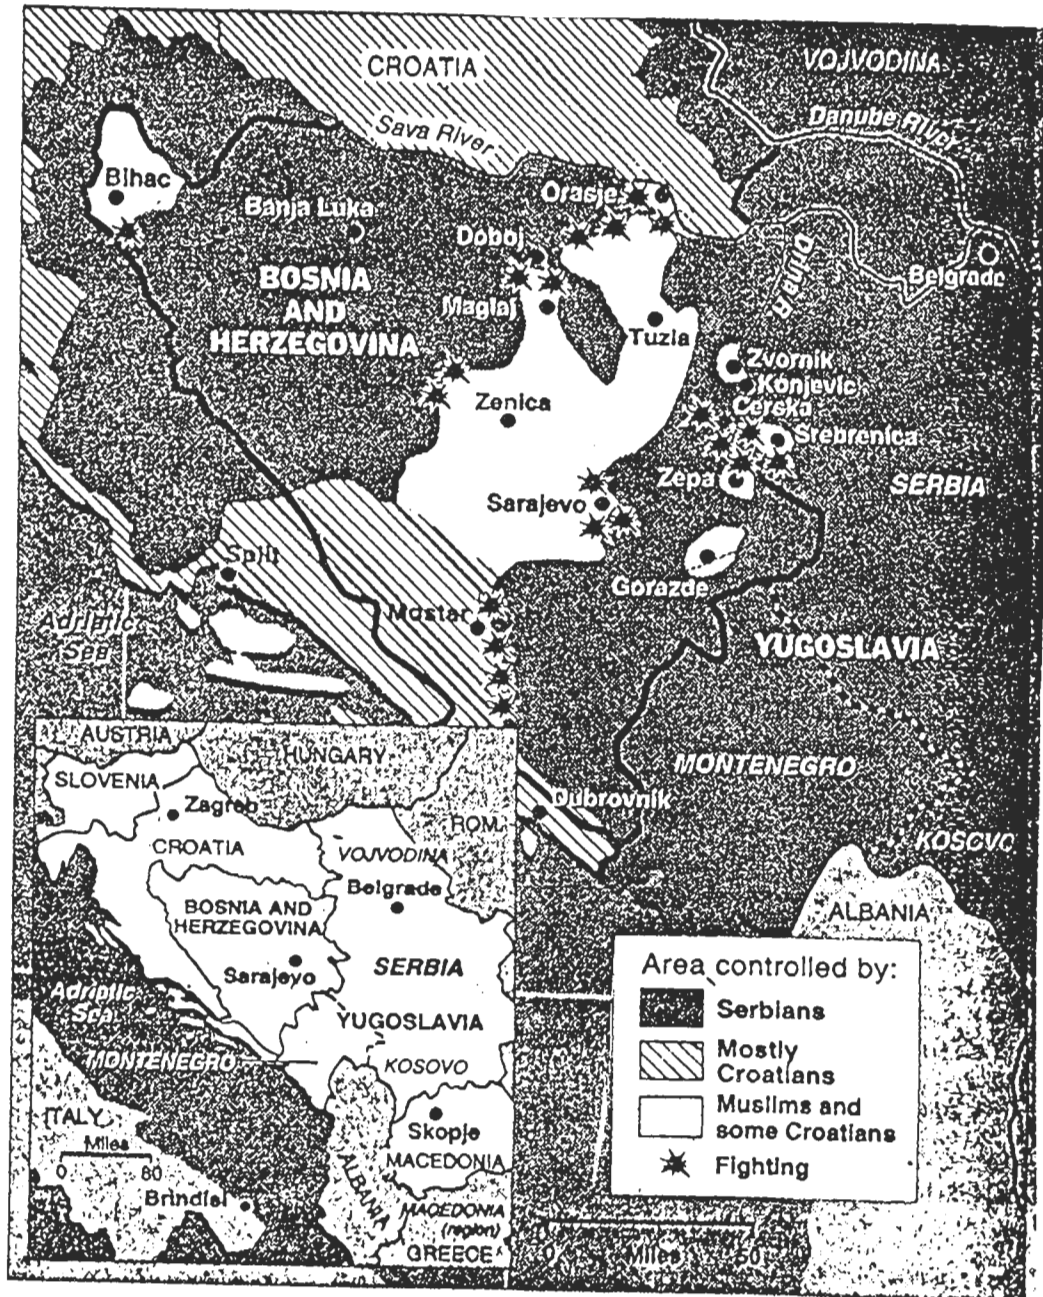 CROATIA
VOJVODINA
Sava River
Danube River
Bihac
Banja Luka
Orasje
Doboj
Drina R
Belgrade
BOSNIA
AND
HERZEGOVINA
Maglaj
Tuzla
Zvornik
Konjevic
Cerska
Zenica
Srebrenica
Zepa
SERBIA
Sarajevo
Split
Gorazde
Mostar
Adriatic
Sea
YUGOSLAVIA
MONTENEGRO
Dubrovnik
KOSOVO
ALBANIA
AUSTRIA
HUNGARY
SLOVENIA
Zagreb
ROM.
CROATIA
VOJVODINA
Belgrade
BOSNIA AND
HERZEGOVINA
Sarajevo
SERBIA
Adriatic
Sea
YUGOSLAVIA
MONTENEGRO
KOSOVO
ITALY
Miles
0 80
Skopje
MACEDONIA
ALBANIA
Brindisi
MACEDONIA
(region)
GREECE
Area controlled by:
Serbians
Mostly
Croatians
Muslims and
some Croatians
Fighting
0 Miles 50